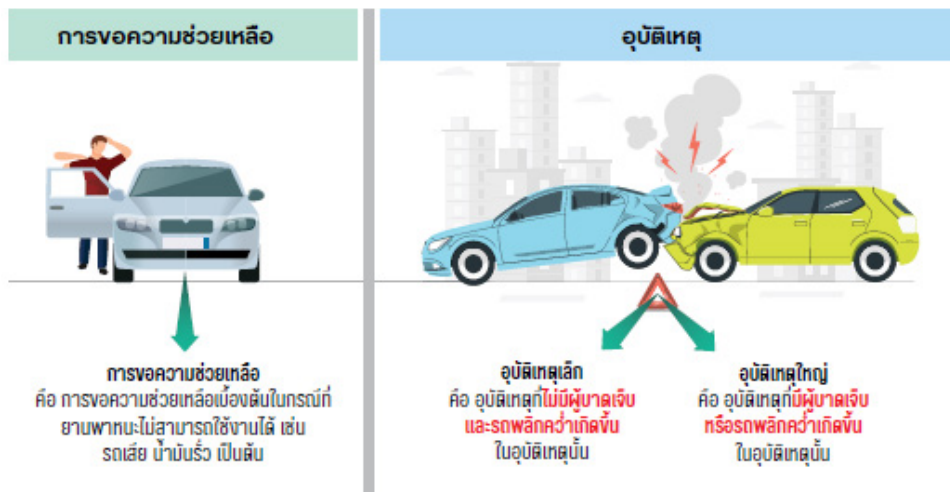 การขอความช่วยเหลือ
อุบัติเหตุ
การขอความช่วยเหลือ
คือ การขอความช่วยเหลือเบื้องต้นในกรณีที่
ยานพาหนะไม่สามารถใช้งานได้ เช่น
รถเสีย น้ำมันรั่ว เป็นต้น
อุบัติเหตุเล็ก
คือ อุบัติเหตุที่ไม่มีผู้บาดเจ็บ
และรถพลิกคว่ำเกิดขึ้น
ในอุบัติเหตุนั้น
อุบัติเหตุใหญ่
คือ อุบัติเหตุที่มีผู้บาดเจ็บ
หรือรถพลิกคว่ำเกิดขึ้น
ในอุบัติเหตุนั้น